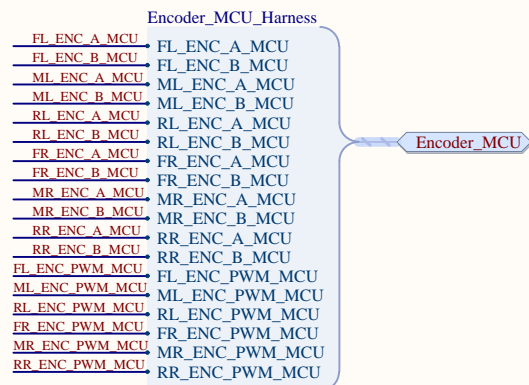 Encoder_MCU_Harness
FL_ENC_A_MCU FL_ENC_A_MCU
FL_ENC_B_MCU FL_ENC_B_MCU
ML_ENC_A_MCU ML_ENC_A_MCU
ML_ENC_B_MCU ML_ENC_B_MCU
RL_ENC_A_MCU RL_ENC_A_MCU
RL_ENC_B_MCU RL_ENC_B_MCU
Encoder_MCU
FR_ENC_A_MCU FR_ENC_A_MCU
FR_ENC_B_MCU FR_ENC_B_MCU
MR_ENC_A_MCU MR_ENC_A_MCU
MR_ENC_B_MCU MR_ENC_B_MCU
RR_ENC_A_MCU RR_ENC_A_MCU
RR_ENC_B_MCU RR_ENC_B_MCU
FL_ENC_PWM_MCU FL_ENC_PWM_MCU
ML_ENC_PWM_MCU ML_ENC_PWM_MCU
RL_ENC_PWM_MCU RL_ENC_PWM_MCU
FR_ENC_PWM_MCU FR_ENC_PWM_MCU
MR_ENC_PWM_MCU MR_ENC_PWM_MCU
RR_ENC_PWM_MCU RR_ENC_PWM_MCU